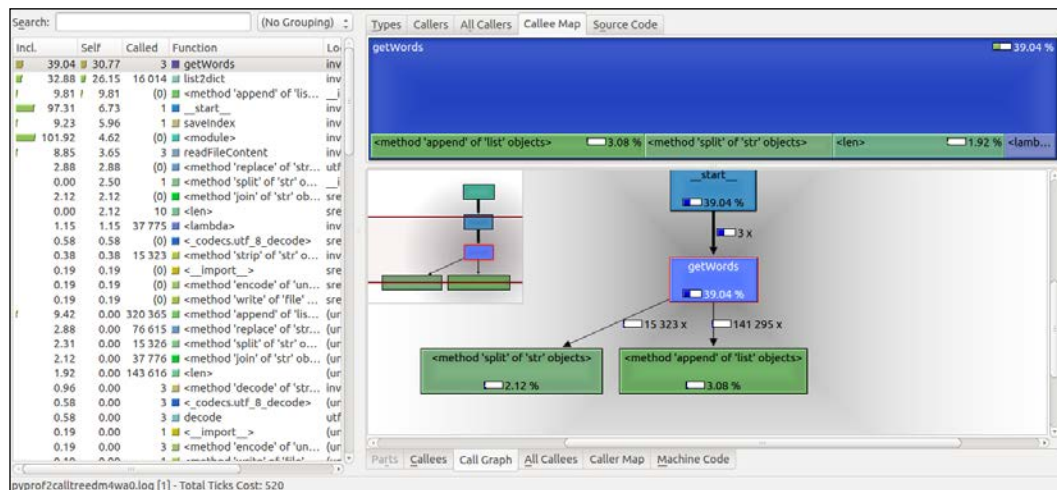 Search: (No Grouping)
Incl. Self Called Function
39.04 30.77 3 getWords inv
32.88 26.15 16 014 list2dict inv
9.81 9.81 (0) <method 'append' of 'lis... __i
97.31 6.73 1 __start__ inv
9.23 5.96 1 saveIndex inv
101.92 4.62 (0) <module> inv
8.85 3.65 3 readFileContent inv
2.88 2.88 (0) <method 'replace' of 'str... utf
0.00 2.50 1 <method 'split' of 'str' o... __i
2.12 2.12 (0) <method 'join' of 'str' ob... sre
0.00 2.12 10 <len> sre
1.15 1.15 37 775 <lambda> inv
0.58 0.58 (0) <_codecs.utf_8_decode> sre
0.38 0.38 15 323 <method 'strip' of 'str' o... inv
0.19 0.19 (0) <__import__> sre
0.19 0.19 (0) <method 'encode' of 'un... sre
0.19 0.19 (0) <method 'write' of 'file' ... sre
9.42 0.00 320 365 <method 'append' of 'lis... (ur
2.88 0.00 76 615 <method 'replace' of 'str... (ur
2.31 0.00 15 326 <method 'split' of 'str' o... (ur
2.12 0.00 37 776 <method 'join' of 'str' ob... (ur
1.92 0.00 143 616 <len> (ur
0.96 0.00 3 <method 'decode' of 'str... inv
0.58 0.00 3 <_codecs.utf_8_decode> (ur
0.58 0.00 3 decode utf
0.19 0.00 1 <__import__> (ur
0.19 0.00 3 <method 'encode' of 'un... (ur
pyprof2calltreedm4wa0.log [1] - Total Ticks Cost: 520
Types Callers All Callers Callee Map Source Code
getWords 39.04 %
<method 'append' of 'list' objects> 3.08 % <method 'split' of 'str' objects> <len> 1.92 % <lamb...
__start__
39.04 %
3 x
getWords
39.04 %
15 323 x 141 295 x
<method 'split' of 'str' objects> <method 'append' of 'list' objects>
2.12 % 3.08 %
Parts Callees Call Graph All Callees Caller Map Machine Code